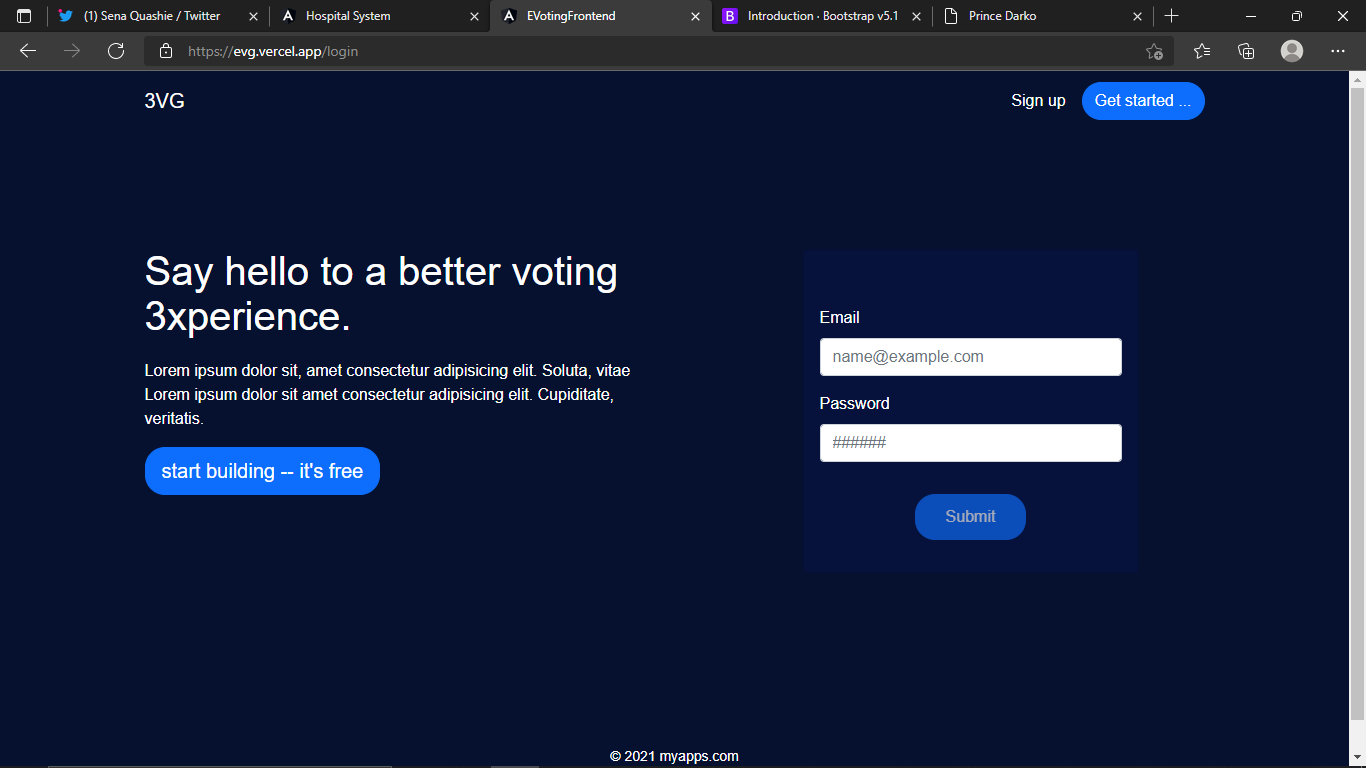 (1) Sena Quashie / Twitter
Hospital System
EVotingFrontend
Introduction · Bootstrap v5.1
Prince Darko
https://evg.vercel.app/login
3VG
Sign up
Get started ...
Say hello to a better voting
3xperience.
Lorem ipsum dolor sit, amet consectetur adipisicing elit. Soluta, vitae
Lorem ipsum dolor sit amet consectetur adipisicing elit. Cupiditate,
veritatis.
start building -- it's free
Email
name@example.com
Password
######
Submit
© 2021 myapps.com